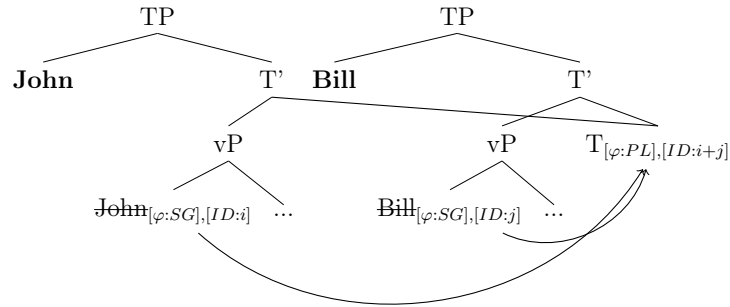 TP TP
John T' Bill T'
vP vP T[φ:PL],[ID:i+j]
John[φ:SG],[ID:i] ... Bill[φ:SG],[ID:j] ...